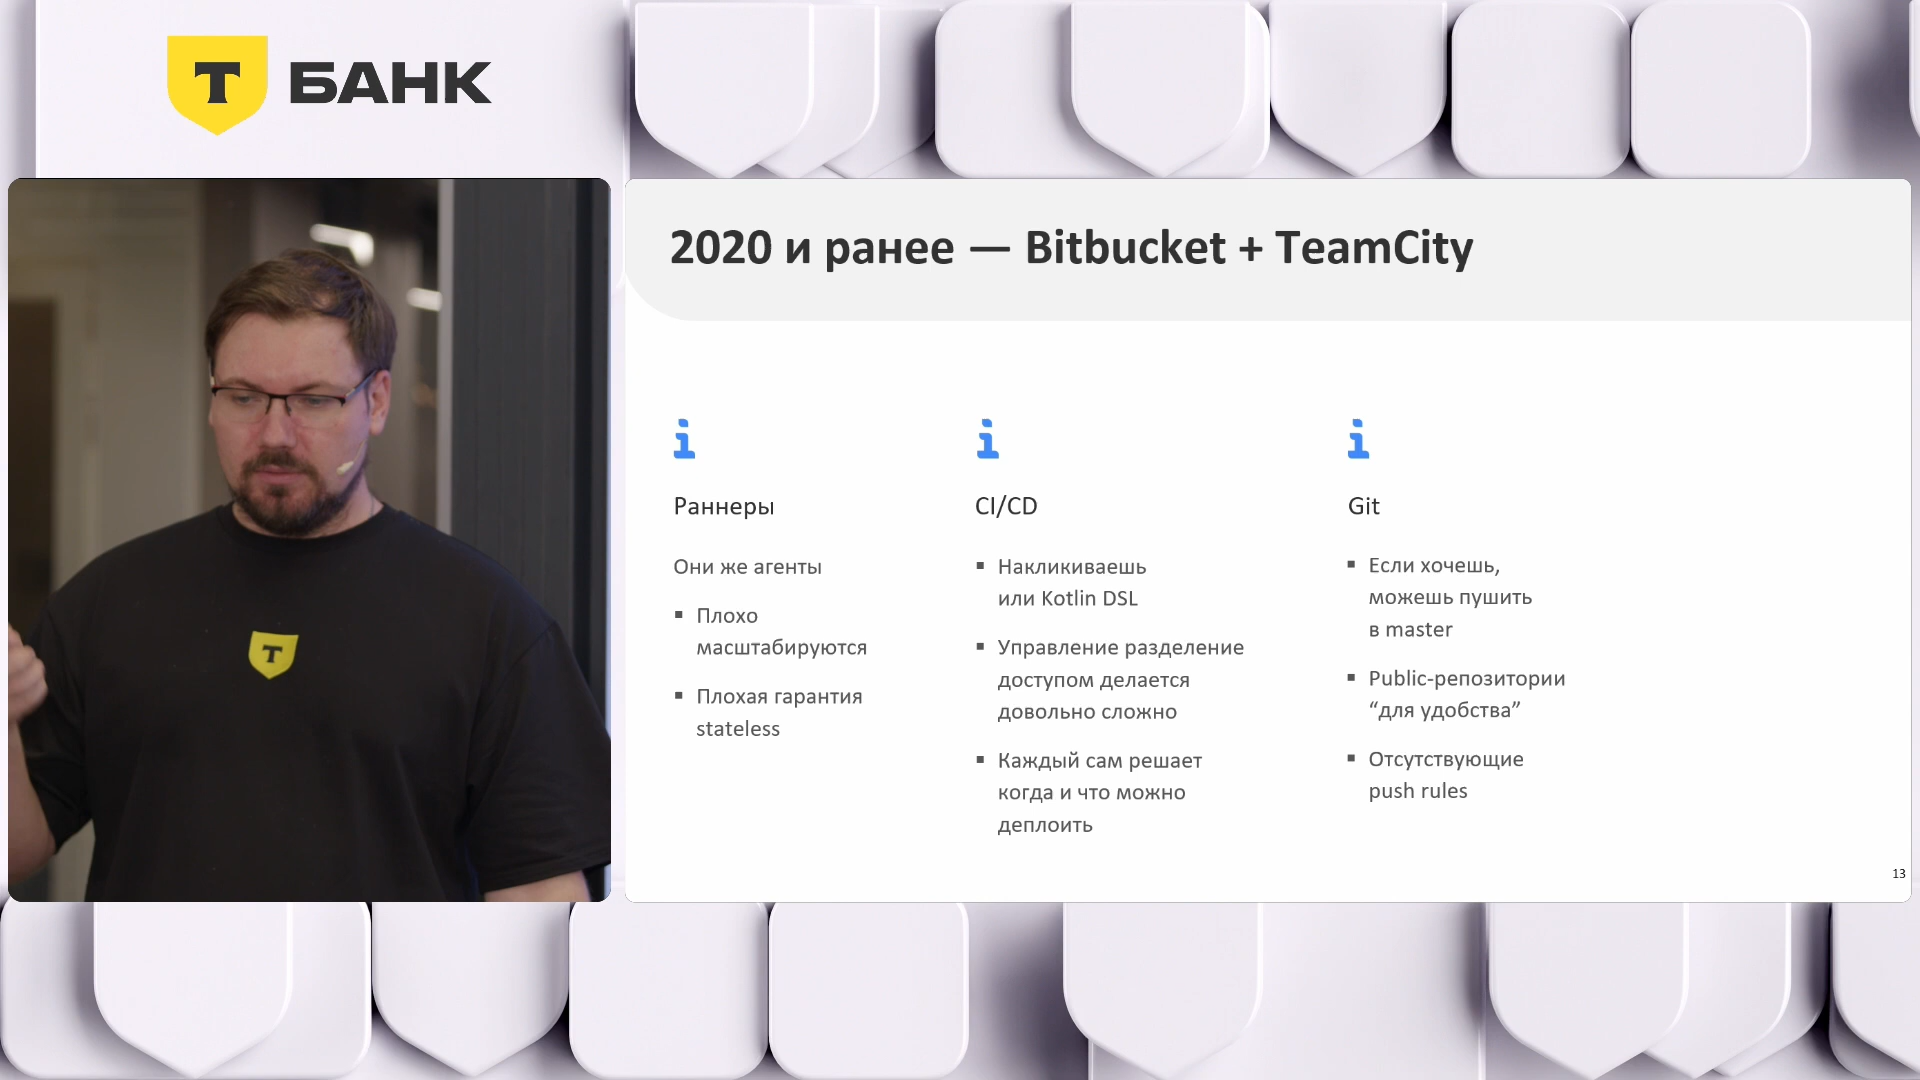 Т БАНК
Т
2020 и ранее — Bitbucket + TeamCity
Раннеры
Они же агенты
▪ Плохо
масштабируются
▪ Плохая гарантия
stateless
CI/CD
▪ Накликиваешь
или Kotlin DSL
▪ Управление разделение
доступом делается
довольно сложно
▪ Каждый сам решает
когда и что можно
деплоить
Git
▪ Если хочешь,
можешь пушить
в master
▪ Public-репозитории
“для удобства”
▪ Отсутствующие
push rules
13